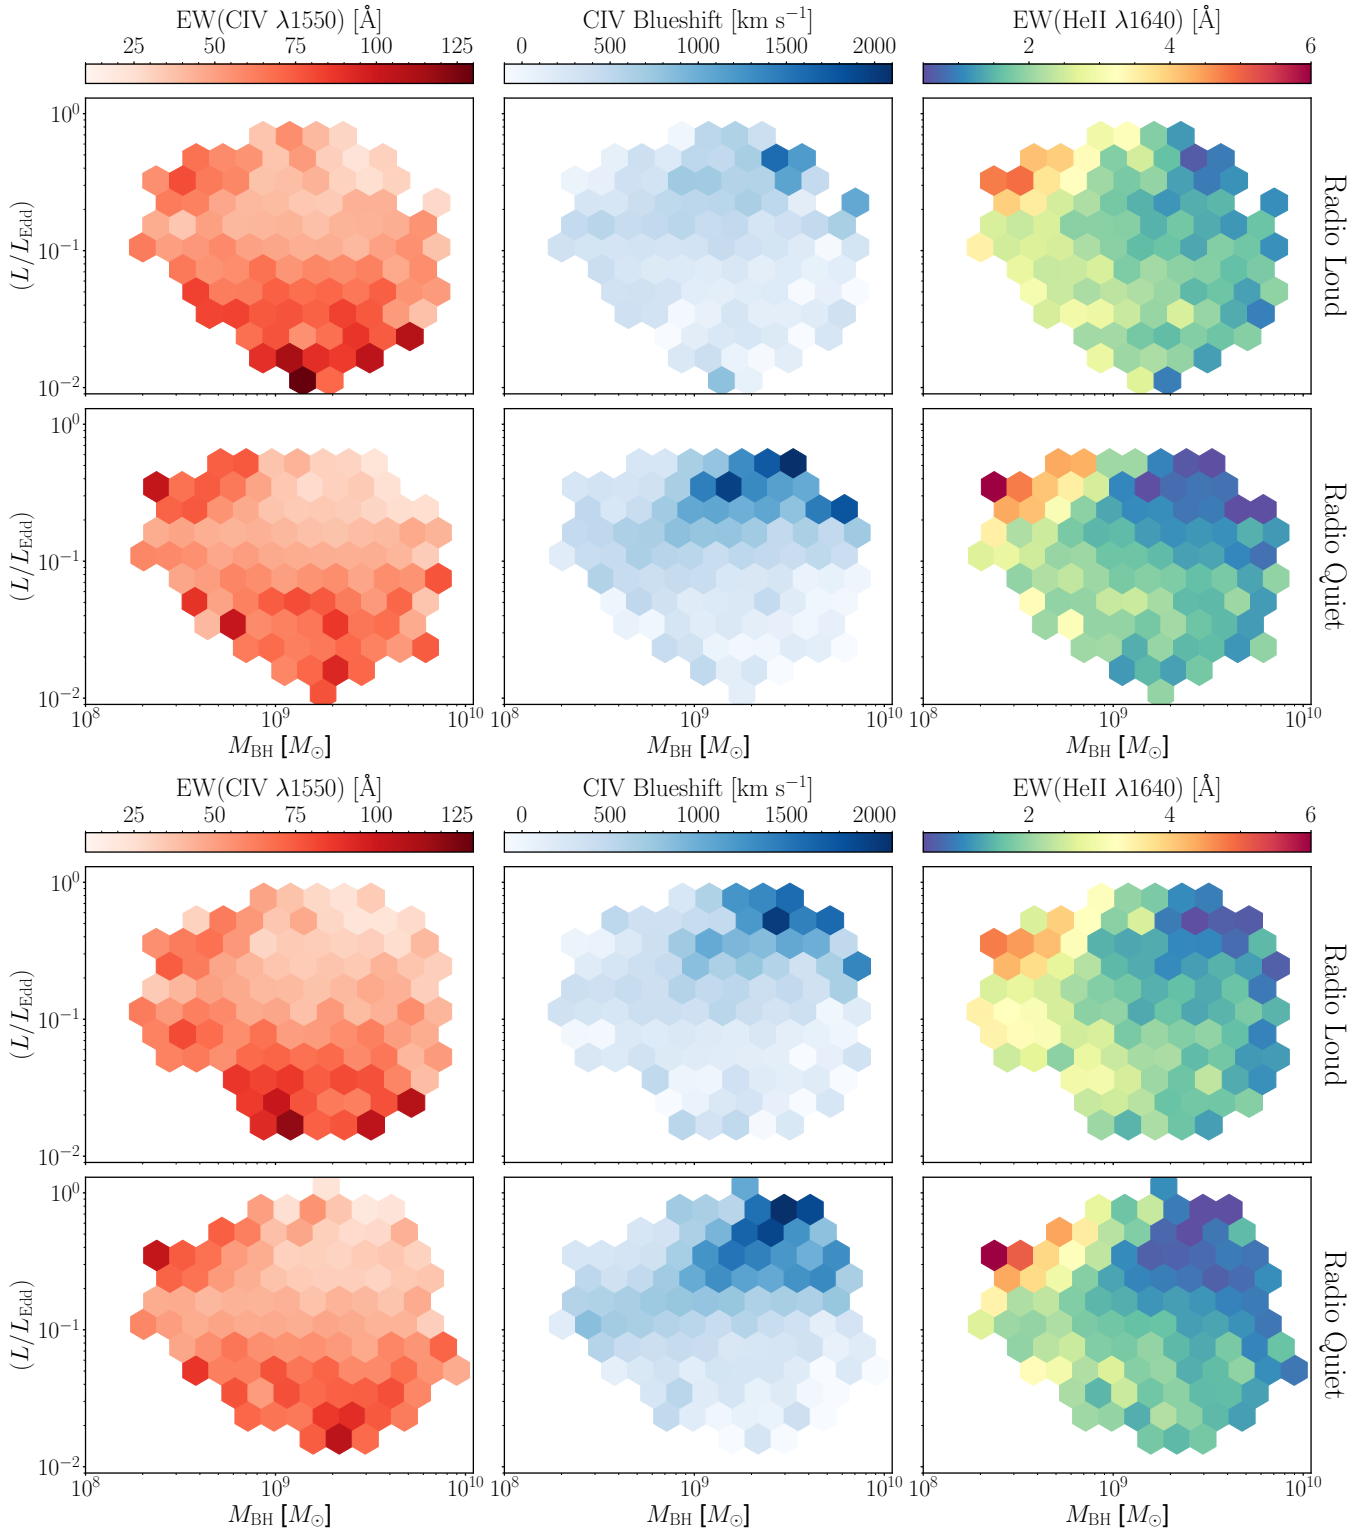 EW(CIV λ1550) [Å] CIV Blueshift [km s⁻¹] EW(HeII λ1640) [Å]
25 50 75 100 125 0 500 1000 1500 2000 2 4 6
10⁰
10⁻¹
10⁻²
(L/L_Edd)
Radio Loud
10⁰
10⁻¹
10⁻²
(L/L_Edd)
Radio Quiet
10⁸ 10⁹ 10¹⁰ 10⁸ 10⁹ 10¹⁰ 10⁸ 10⁹ 10¹⁰
M_BH [M_⊙] M_BH [M_⊙] M_BH [M_⊙]
EW(CIV λ1550) [Å] CIV Blueshift [km s⁻¹] EW(HeII λ1640) [Å]
25 50 75 100 125 0 500 1000 1500 2000 2 4 6
10⁰
10⁻¹
10⁻²
(L/L_Edd)
Radio Loud
10⁰
10⁻¹
10⁻²
(L/L_Edd)
Radio Quiet
10⁸ 10⁹ 10¹⁰ 10⁸ 10⁹ 10¹⁰ 10⁸ 10⁹ 10¹⁰
M_BH [M_⊙] M_BH [M_⊙] M_BH [M_⊙]